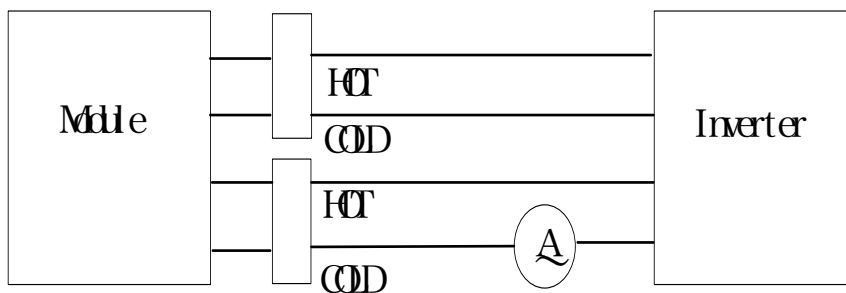 HOT
Module
Inverter
COLD
HOT
A
~
COLD